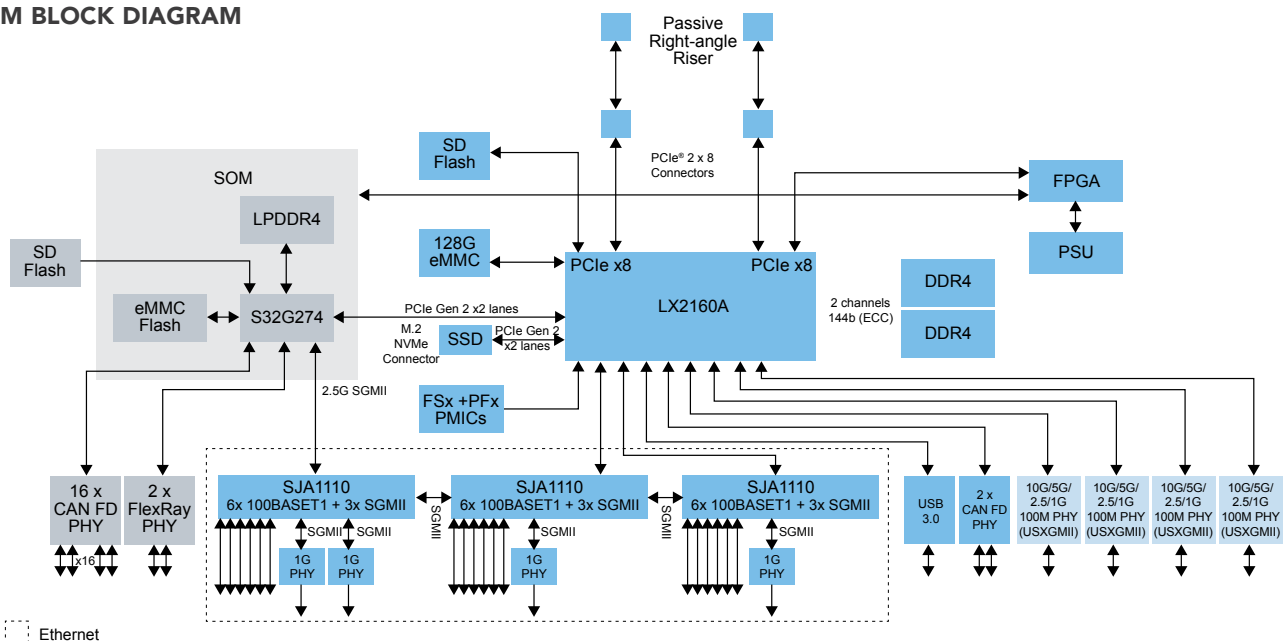 M BLOCK DIAGRAM
Passive
Right-angle
Riser
PCIe® 2 x 8
Connectors
SD
Flash
SOM
LPDDR4
FPGA
PSU
SD
Flash
128G
eMMC
PCIe x8
PCIe x8
LX2160A
2 channels
144b (ECC)
DDR4
DDR4
eMMC
Flash
S32G274
PCIe Gen 2 x2 lanes
M.2
NVMe
Connector
SSD
PCIe Gen 2
x2 lanes
2.5G SGMII
FSx +PFx
PMICs
16 x
CAN FD
PHY
x16
2 x
FlexRay
PHY
SJA1110
6x 100BASET1 + 3x SGMII
SGMII
SGMII
1G
PHY
1G
PHY
SGMII
SJA1110
6x 100BASET1 + 3x SGMII
SGMII
1G
PHY
SGMII
SJA1110
6x 100BASET1 + 3x SGMII
SGMII
1G
PHY
USB
3.0
2 x
CAN FD
PHY
10G/5G/
2.5/1G
100M PHY
(USXGMII)
10G/5G/
2.5/1G
100M PHY
(USXGMII)
10G/5G/
2.5/1G
100M PHY
(USXGMII)
10G/5G/
2.5/1G
100M PHY
(USXGMII)
Ethernet